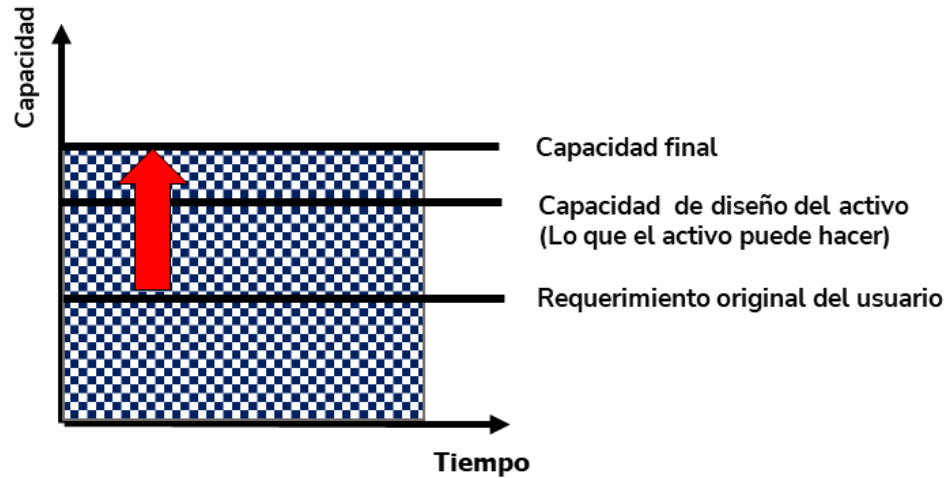 Capacidad
Capacidad final
Capacidad de diseño del activo
(Lo que el activo puede hacer)
Requerimiento original del usuario
Tiempo